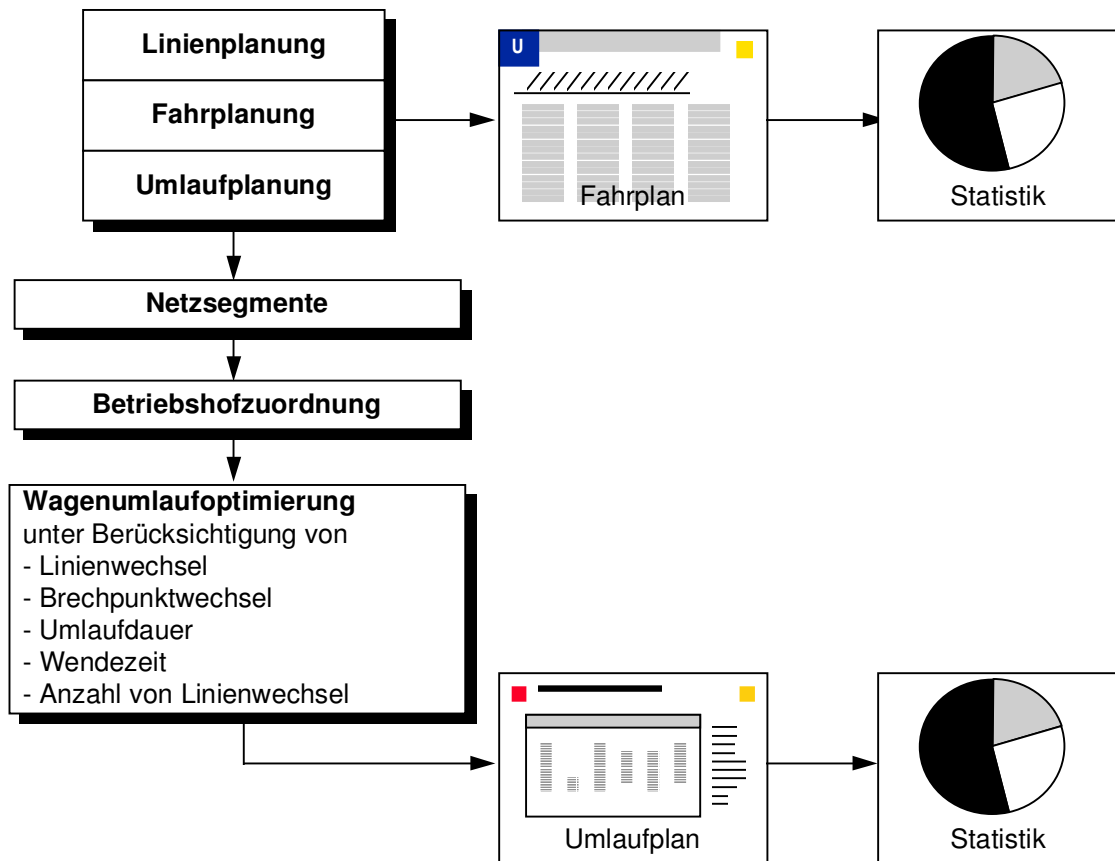 Linienplanung
Fahrplanung
Umlaufplanung
U
Fahrplan
Statistik
Netzsegmente
Betriebshofzuordnung
Wagenumlaufoptimierung
unter Berücksichtigung von
- Linienwechsel
- Brechpunktwechsel
- Umlaufdauer
- Wendezeit
- Anzahl von Linienwechsel
Umlaufplan
Statistik